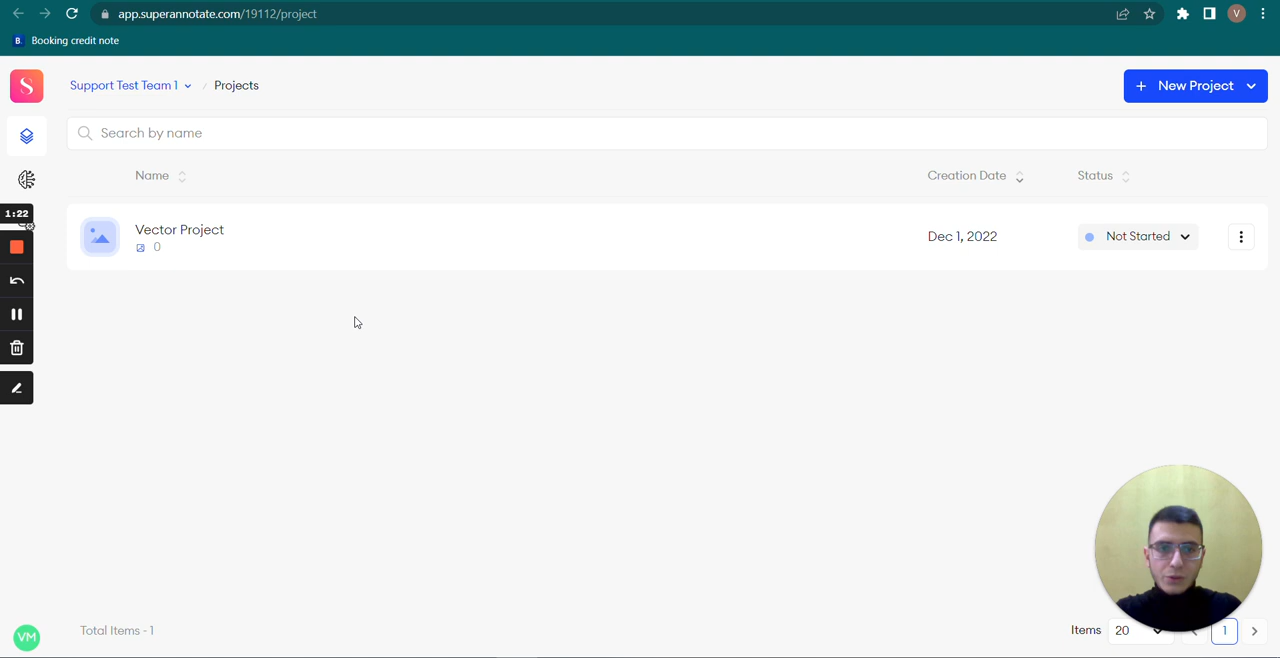 app.superannotate.com/19112/project
V
B. Booking credit note
S
Support Test Team 1 / Projects
+ New Project
Search by name
Name
Creation Date
Status
1:22
Vector Project
0
Dec 1, 2022
Not Started
VM
Total Items - 1
Items 20
1